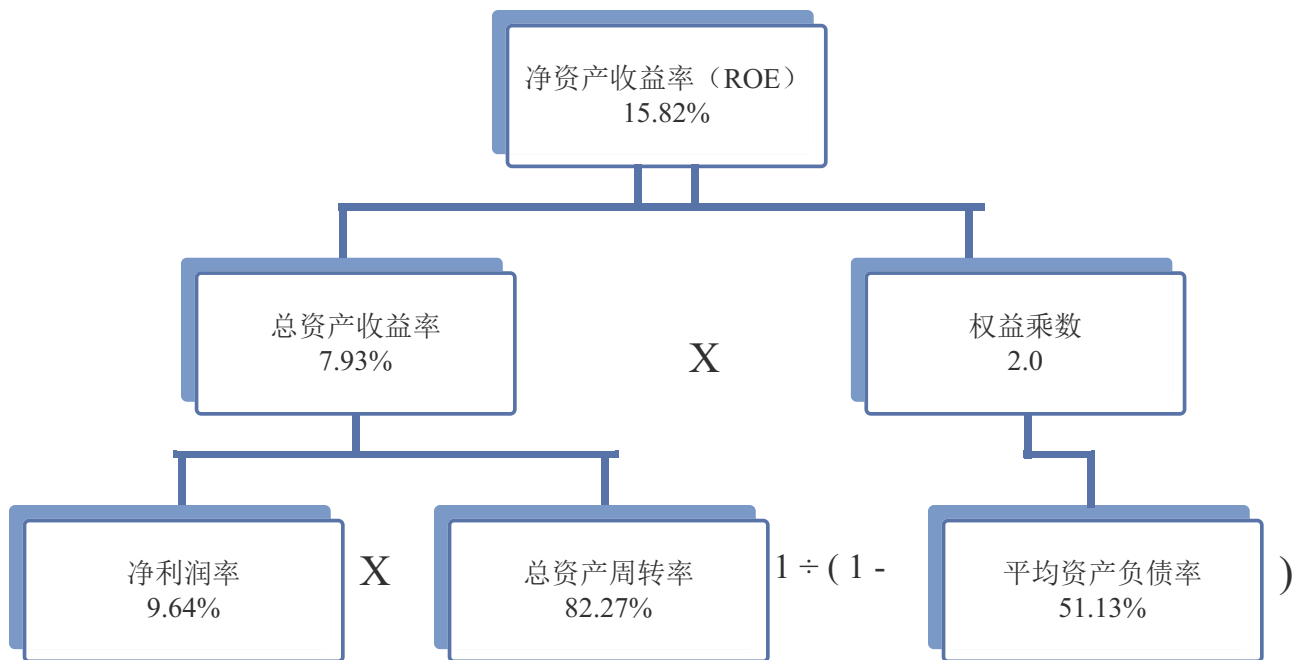 净资产收益率（ROE）
15.82%
总资产收益率
7.93%
X
权益乘数
2.0
净利润率
9.64%
X
总资产周转率
82.27%
1 ÷ ( 1 -
平均资产负债率
51.13%
)